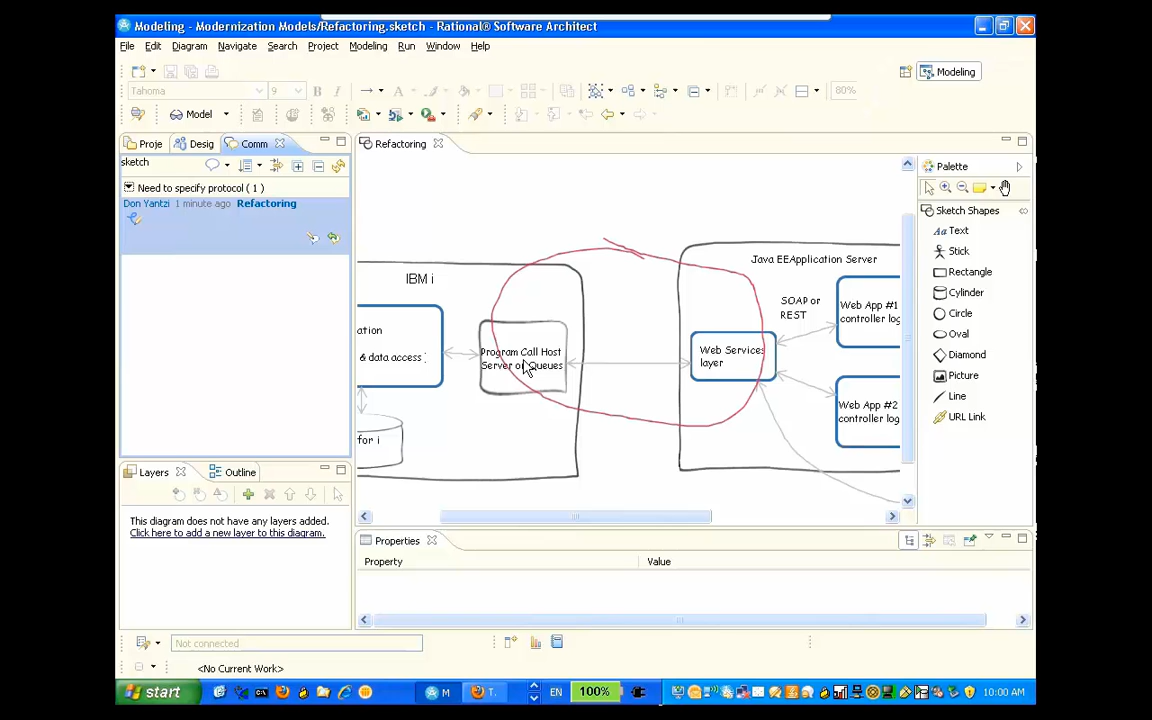 Modeling - Modernization Models/Refactoring.sketch - Rational® Software Architect
File Edit Diagram Navigate Search Project Modeling Run Window Help
Modeling
Tahoma 9 B I A 80%
Model
Proje Desig Comm
Refactoring
sketch
Need to specify protocol ( 1 )
Don Yantzi 1 minute ago Refactoring
IBM i
ation
& data access
for i
Program Call Host
Server or Queues
Java EEApplication Server
SOAP or
REST
Web Services
layer
Web App #1
controller log
Web App #2
controller log
Palette
Sketch Shapes
Aa Text
Stick
Rectangle
Cylinder
Circle
Oval
Diamond
Picture
Line
URL Link
Layers Outline
This diagram does not have any layers added.
Click here to add a new layer to this diagram.
Properties
Property Value
Not connected
<No Current Work>
start M T. EN 100% 10:00 AM